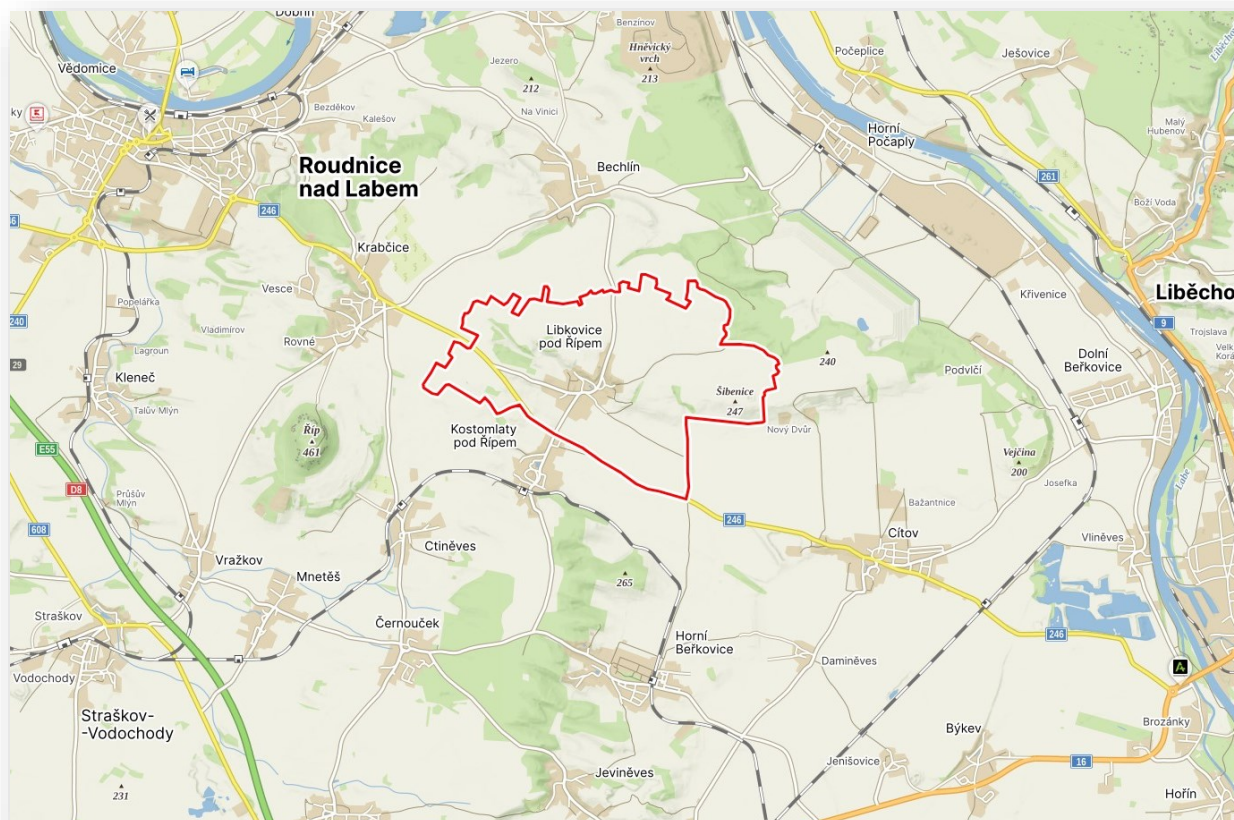 Dobříň
Benzínov
Hněvický
vrch
213
Počeplice
Ješovice
Vědomice
Jezero
212
Na Vinici
Bezděkov
Kalešov
Horní
Počaply
Malý
Hubenov
Roudnice
nad Labem
Bechlín
261
Boží Voda
246
Krabčice
Vesce
Křivenice
Liběcho
Popelářka
240
Vladimírov
Rovné
Libkovice
pod Řípem
9
Trojslava
29
Lagroun
Kleneč
240
Podvlčí
Dolní
Beřkovice
Talův Mlýn
Šibenice
247
Nový Dvůr
Říp
461
Kostomlaty
pod Řípem
E55
Vejčina
200
D8
Průšův
Mlýn
Josefka
Labe
Bažantnice
608
246
Cítov
Vliněves
Ctiněves
Vražkov
Mnetěš
265
Straškov
Černouček
246
Horní
Beřkovice
Daminěves
Vodochody
Straškov-
-Vodochody
Býkev
Brozánky
Jenišovice
16
Jeviněves
231
Hořín